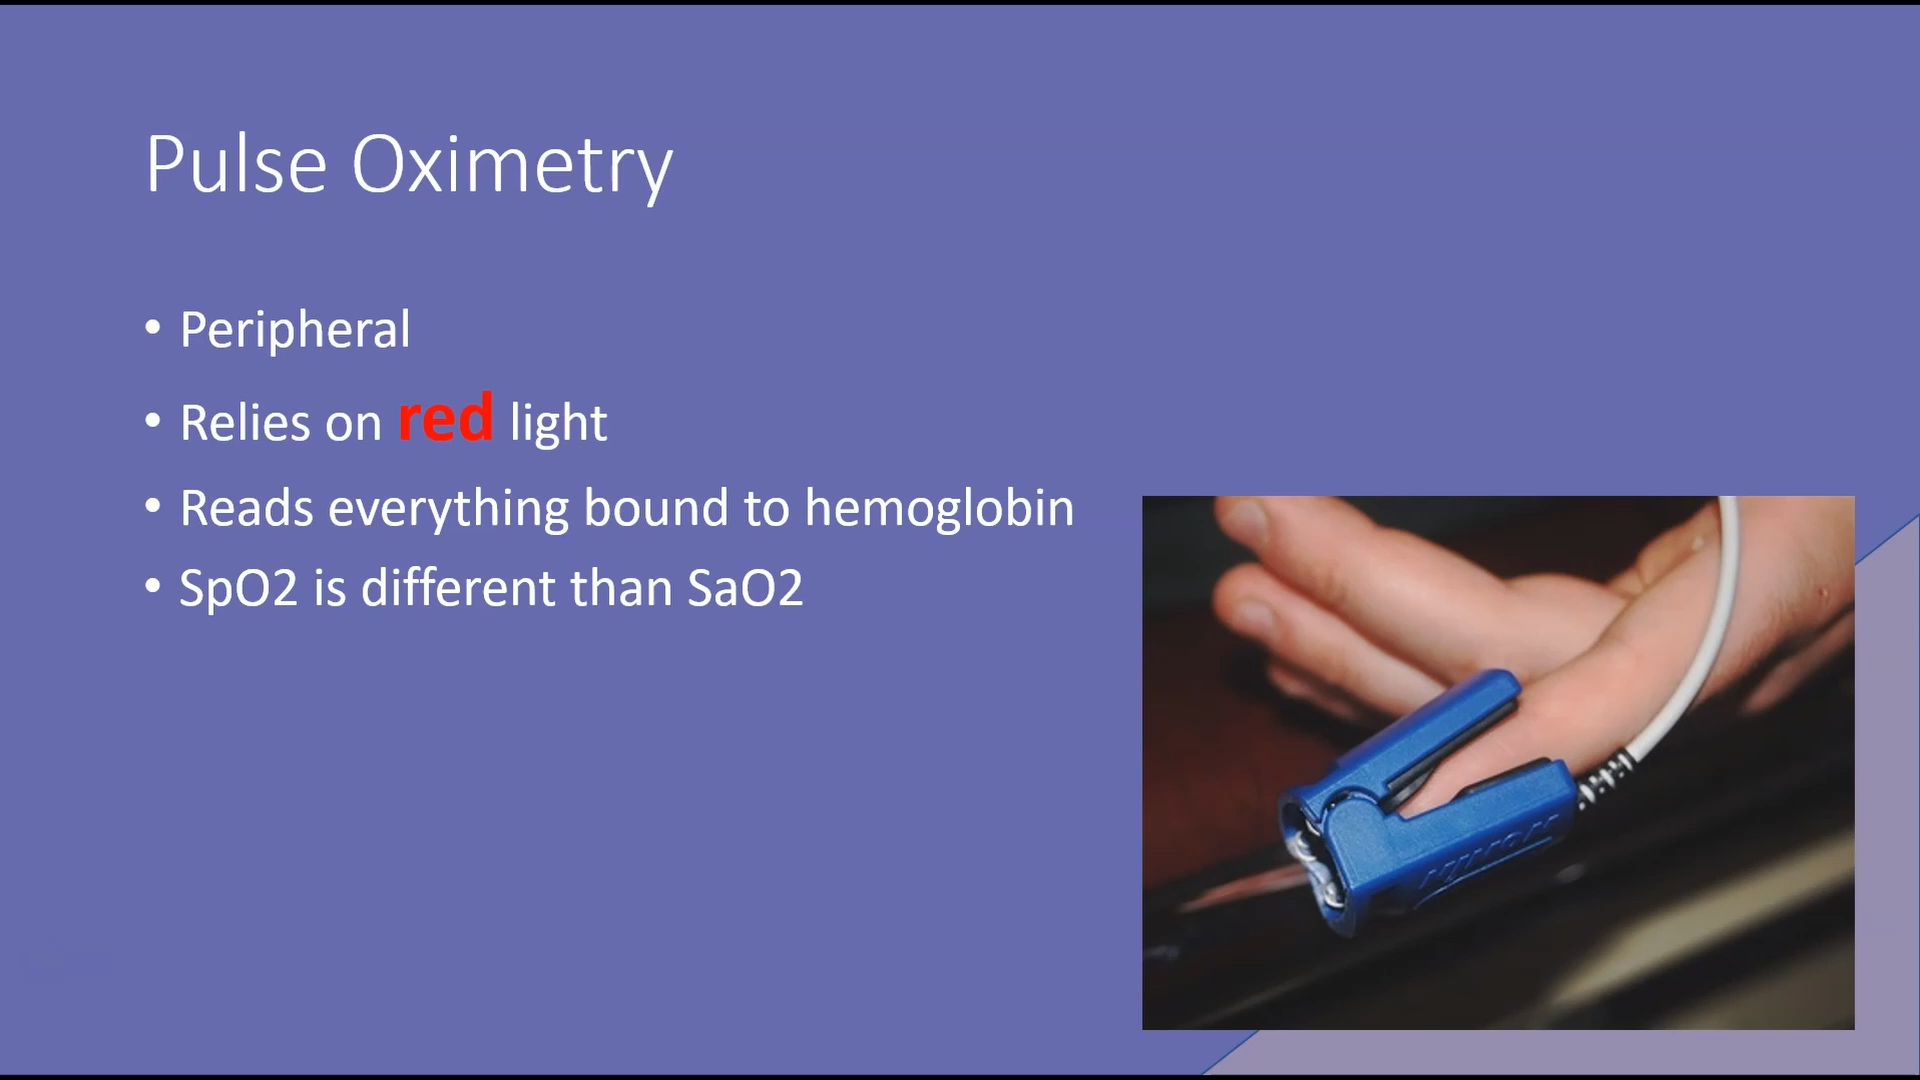 Pulse Oximetry
• Peripheral
• Relies on red light
• Reads everything bound to hemoglobin
• SpO2 is different than SaO2